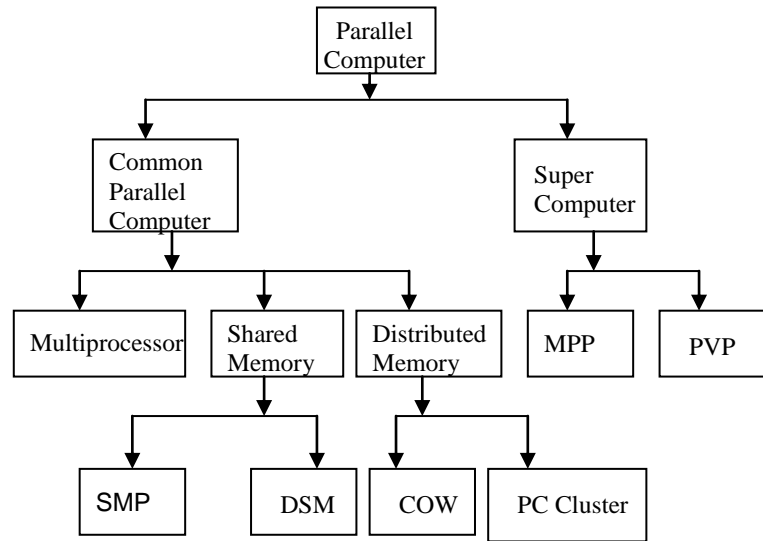 Parallel
Computer
Common
Parallel
Computer
Super
Computer
Multiprocessor
Shared
Memory
Distributed
Memory
MPP
PVP
SMP
DSM
COW
PC Cluster